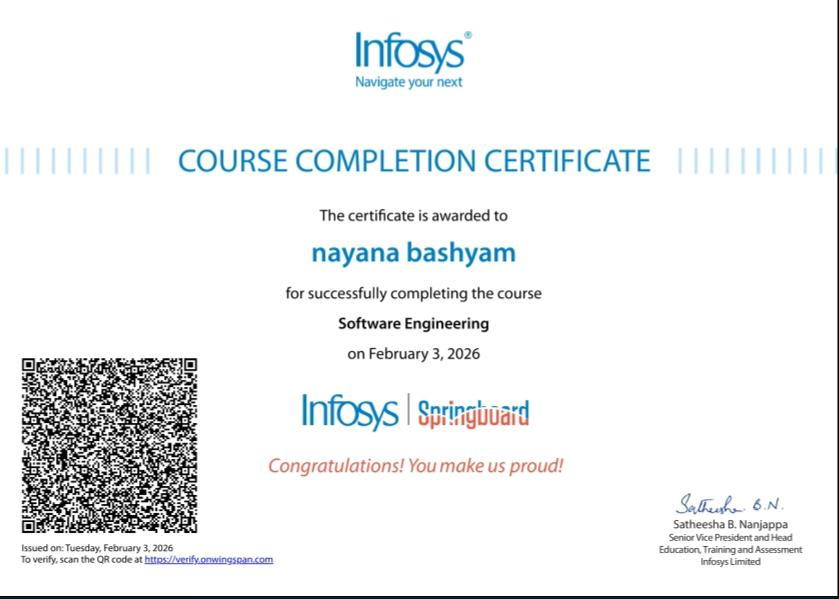 Infosys®
Navigate your next
COURSE COMPLETION CERTIFICATE
The certificate is awarded to
nayana bashyam
for successfully completing the course
Software Engineering
on February 3, 2026
Infosys | Springboard
Congratulations! You make us proud!
Issued on: Tuesday, February 3, 2026
To verify, scan the QR code at https://verify.onwingspan.com
Satheesha B.N.
Satheesha B. Nanjappa
Senior Vice President and Head
Education, Training and Assessment
Infosys Limited